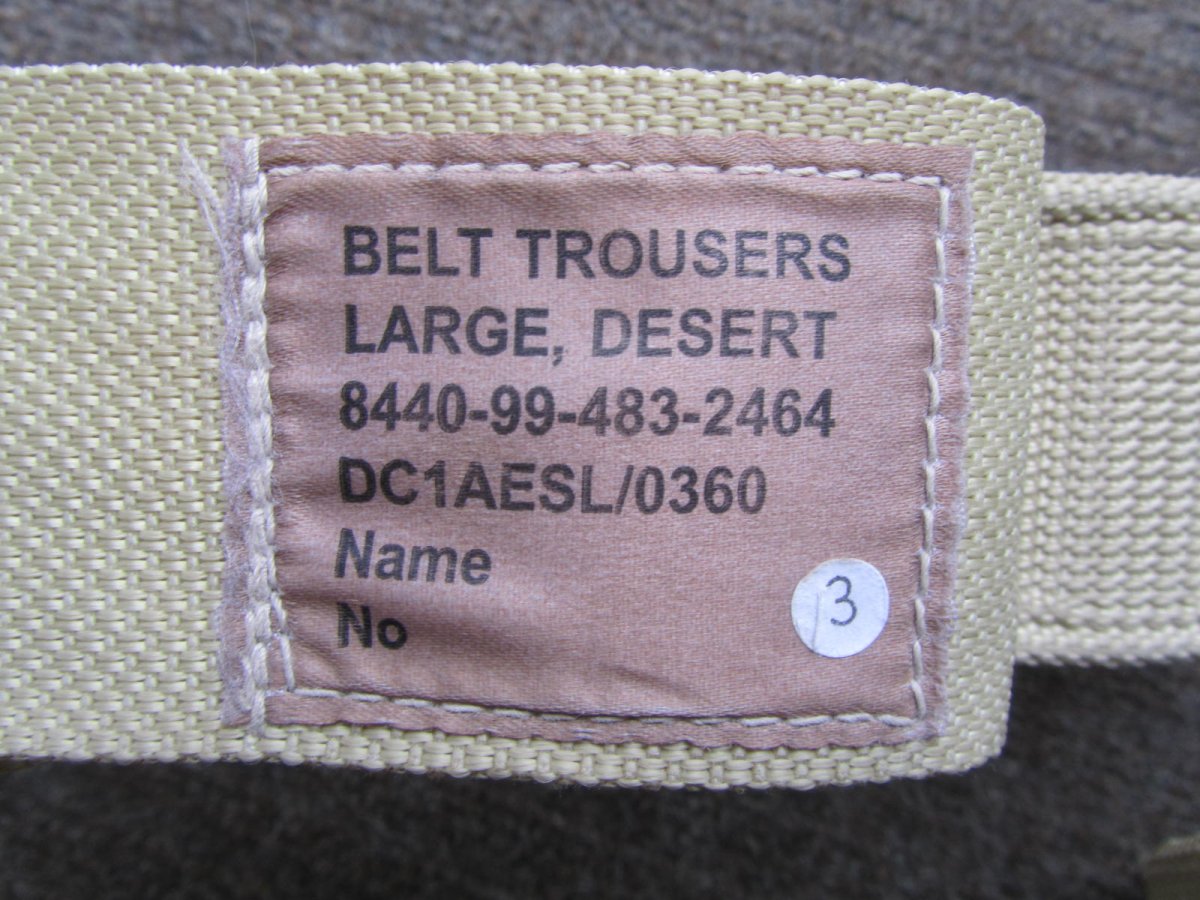 BELT TROUSERS
LARGE, DESERT
8440-99-483-2464
DC1AESL/0360
Name
No
3